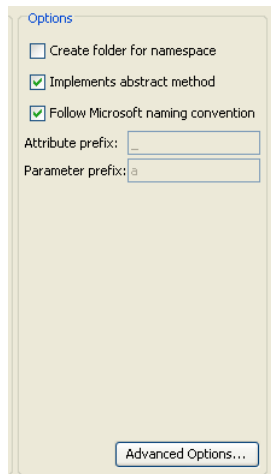 Options
Create folder for namespace
Implements abstract method
Follow Microsoft naming convention
Attribute prefix: _
Parameter prefix: a
Advanced Options...